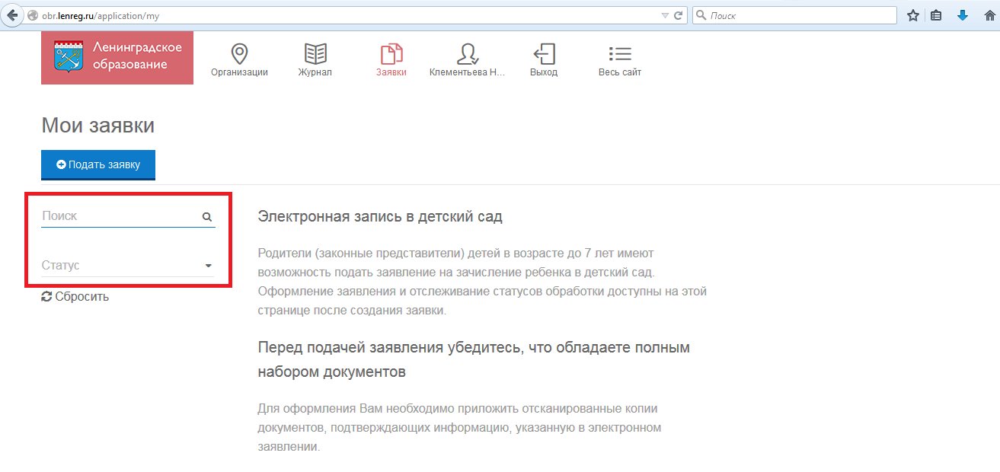 obr.lenreg.ru/application/my
Поиск
Ленинградское
образование
Организации
Журнал
Заявки
Клементьева Н...
Выход
Весь сайт
Мои заявки
Подать заявку
Поиск
Статус
Сбросить
Электронная запись в детский сад
Родители (законные представители) детей в возрасте до 7 лет имеют
возможность подать заявление на зачисление ребенка в детский сад.
Оформление заявления и отслеживание статусов обработки доступны на этой
странице после создания заявки.
Перед подачей заявления убедитесь, что обладаете полным
набором документов
Для оформления Вам необходимо приложить отсканированные копии
документов, подтверждающих информацию, указанную в электронном
заявлении.